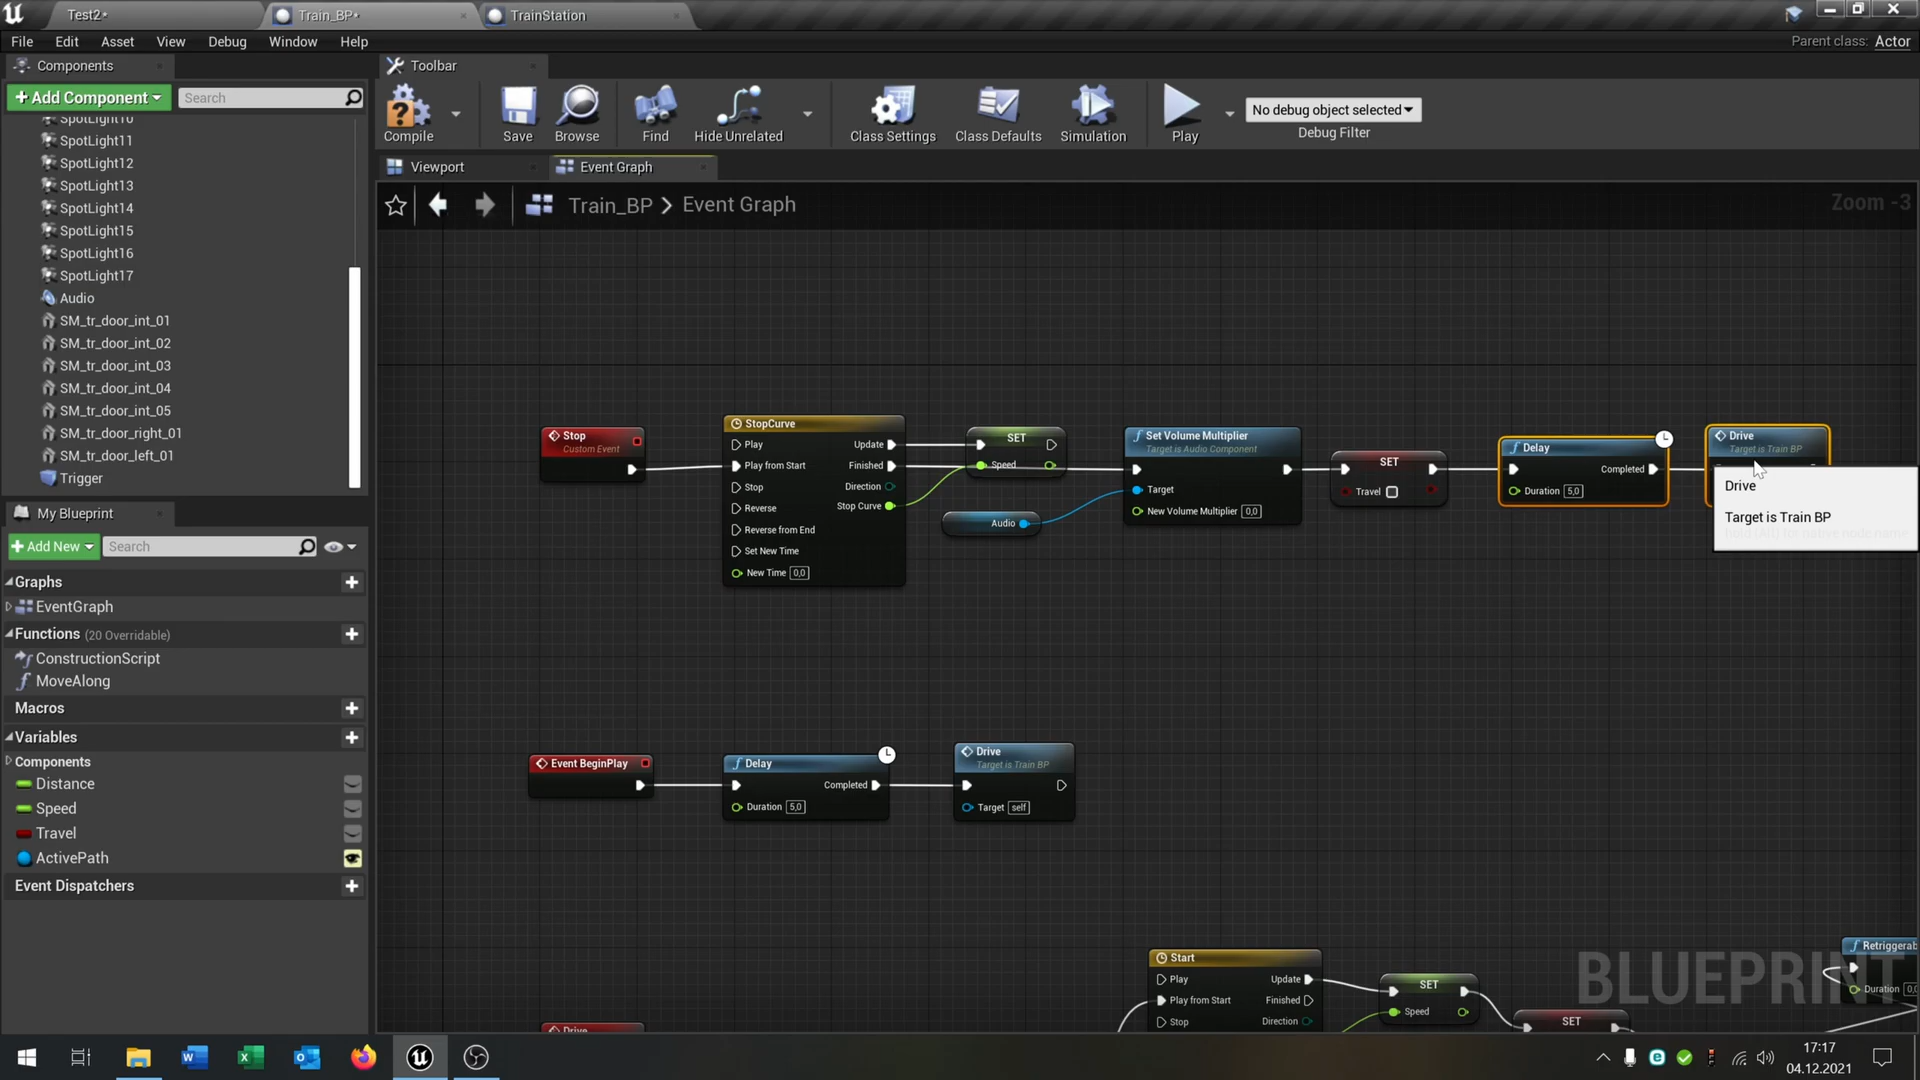 Test2*
Train_BP*
TrainStation
File
Edit
Asset
View
Debug
Window
Help
Parent class: Actor
Components
Toolbar
+ Add Component
Search
SpotLight10
SpotLight11
SpotLight12
SpotLight13
SpotLight14
SpotLight15
SpotLight16
SpotLight17
Audio
SM_tr_door_int_01
SM_tr_door_int_02
SM_tr_door_int_03
SM_tr_door_int_04
SM_tr_door_int_05
SM_tr_door_right_01
SM_tr_door_left_01
Trigger
Compile
Save
Browse
Find
Hide Unrelated
Class Settings
Class Defaults
Simulation
Play
No debug object selected
Debug Filter
Viewport
Event Graph
Train_BP > Event Graph
Zoom -3
My Blueprint
+ Add New
Search
Graphs
EventGraph
Functions (20 Overridable)
ConstructionScript
MoveAlong
Macros
Variables
Components
Distance
Speed
Travel
ActivePath
Event Dispatchers
Stop
Custom Event
StopCurve
Play
Update
Play from Start
Finished
Stop
Direction
Reverse
Stop Curve
Reverse from End
Set New Time
New Time 0,0
SET
Speed
Audio
Set Volume Multiplier
Target is Audio Component
Target
New Volume Multiplier 0,0
SET
Travel
Delay
Completed
Duration 5,0
Drive
Target is Train BP
Drive
Target is Train BP
Event BeginPlay
Delay
Completed
Duration 5,0
Drive
Target is Train BP
Target self
Drive
Start
Play
Update
Play from Start
Finished
Stop
Direction
SET
Speed
SET
Retriggerab
Duration 0,0
BLUEPRINT
17:17
04.12.2021